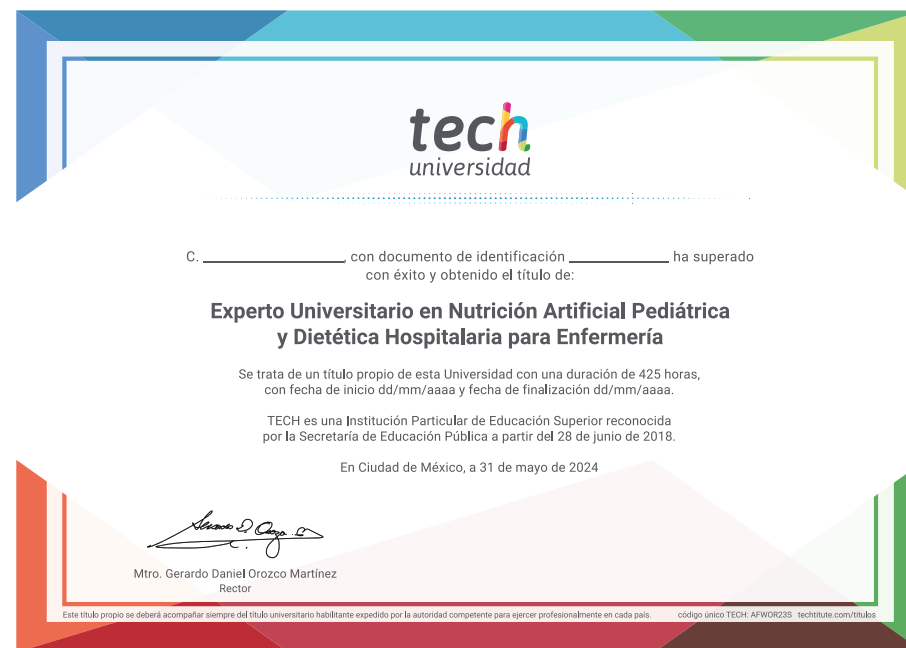 tech
universidad
C. ____________, con documento de identificación ____________ ha superado
con éxito y obtenido el título de:
Experto Universitario en Nutrición Artificial Pediátrica
y Dietética Hospitalaria para Enfermería
Se trata de un título propio de esta Universidad con una duración de 425 horas,
con fecha de inicio dd/mm/aaaa y fecha de finalización dd/mm/aaaa.
TECH es una Institución Particular de Educación Superior reconocida
por la Secretaría de Educación Pública a partir del 28 de junio de 2018.
En Ciudad de México, a 31 de mayo de 2024
Mtro. Gerardo Daniel Orozco Martínez
Rector
Este título propio se deberá acompañar siempre del título universitario habilitante expedido por la autoridad competente para ejercer profesionalmente en cada país. código único TECH: AFWOR23S techtitute.com/titulos